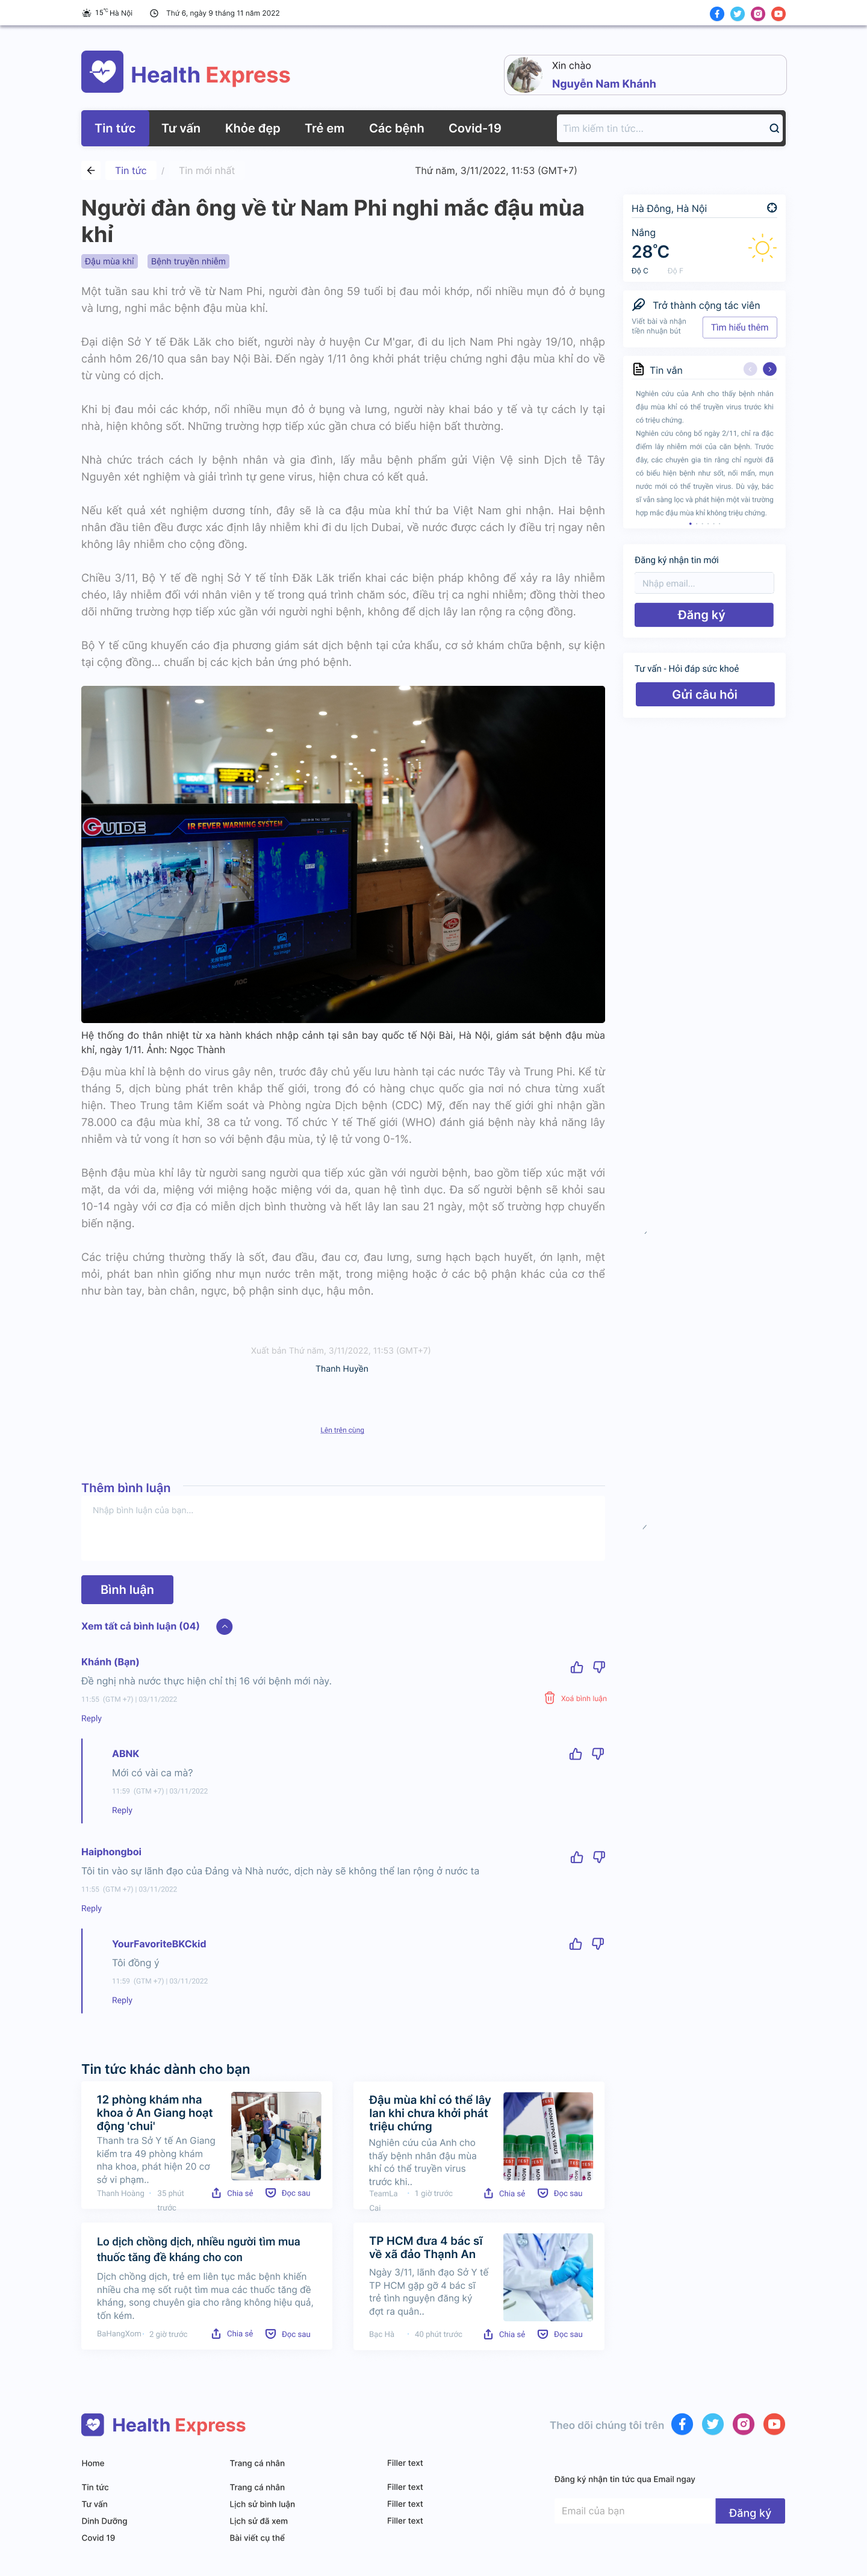 15°C Hà Nội
Thứ 6, ngày 9 tháng 11 năm 2022
Health Express
Xin chào
Nguyễn Nam Khánh
Tin tức
Tư vấn
Khỏe đẹp
Trẻ em
Các bệnh
Covid-19
Tìm kiếm tin tức...
Tin tức / Tin mới nhất
Thứ năm, 3/11/2022, 11:53 (GMT+7)
Người đàn ông về từ Nam Phi nghi mắc đậu mùa
khỉ
Đậu mùa khỉ
Bệnh truyền nhiễm
Một tuần sau khi trở về từ Nam Phi, người đàn ông 59 tuổi bị đau mỏi khớp, nổi nhiều mụn đỏ ở bụng
và lưng, nghi mắc bệnh đậu mùa khỉ.
Đại diện Sở Y tế Đăk Lăk cho biết, người này ở huyện Cư M'gar, đi du lịch Nam Phi ngày 19/10, nhập
cảnh hôm 26/10 qua sân bay Nội Bài. Đến ngày 1/11 ông khởi phát triệu chứng nghi đậu mùa khỉ do về
từ vùng có dịch.
Khi bị đau mỏi các khớp, nổi nhiều mụn đỏ ở bụng và lưng, người này khai báo y tế và tự cách ly tại
nhà, hiện không sốt. Những trường hợp tiếp xúc gần chưa có biểu hiện bất thường.
Nhà chức trách cách ly bệnh nhân và gia đình, lấy mẫu bệnh phẩm gửi Viện Vệ sinh Dịch tễ Tây
Nguyên xét nghiệm và giải trình tự gene virus, hiện chưa có kết quả.
Nếu kết quả xét nghiệm dương tính, đây sẽ là ca đậu mùa khỉ thứ ba Việt Nam ghi nhận. Hai bệnh
nhân đầu tiên đều được xác định lây nhiễm khi đi du lịch Dubai, về nước được cách ly điều trị ngay nên
không lây nhiễm cho cộng đồng.
Chiều 3/11, Bộ Y tế đề nghị Sở Y tế tỉnh Đăk Lăk triển khai các biện pháp không để xảy ra lây nhiễm
chéo, lây nhiễm đối với nhân viên y tế trong quá trình chăm sóc, điều trị ca nghi nhiễm; đồng thời theo
dõi những trường hợp tiếp xúc gần với người nghi bệnh, không để dịch lây lan rộng ra cộng đồng.
Bộ Y tế cũng khuyến cáo địa phương giám sát dịch bệnh tại cửa khẩu, cơ sở khám chữa bệnh, sự kiện
tại cộng đồng... chuẩn bị các kịch bản ứng phó bệnh.
GUIDE
IR FEVER WARNING SYSTEM
AOC
Hệ thống đo thân nhiệt từ xa hành khách nhập cảnh tại sân bay quốc tế Nội Bài, Hà Nội, giám sát bệnh đậu mùa
khỉ, ngày 1/11. Ảnh: Ngọc Thành
Đậu mùa khỉ là bệnh do virus gây nên, trước đây chủ yếu lưu hành tại các nước Tây và Trung Phi. Kể từ
tháng 5, dịch bùng phát trên khắp thế giới, trong đó có hàng chục quốc gia nơi nó chưa từng xuất
hiện. Theo Trung tâm Kiểm soát và Phòng ngừa Dịch bệnh (CDC) Mỹ, đến nay thế giới ghi nhận gần
78.000 ca đậu mùa khỉ, 38 ca tử vong. Tổ chức Y tế Thế giới (WHO) đánh giá bệnh này khả năng lây
nhiễm và tử vong ít hơn so với bệnh đậu mùa, tỷ lệ tử vong 0-1%.
Bệnh đậu mùa khỉ lây từ người sang người qua tiếp xúc gần với người bệnh, bao gồm tiếp xúc mặt với
mặt, da với da, miệng với miệng hoặc miệng với da, quan hệ tình dục. Đa số người bệnh sẽ khỏi sau
10-14 ngày với cơ địa có miễn dịch bình thường và hết lây lan sau 21 ngày, một số trường hợp chuyển
biến nặng.
Các triệu chứng thường thấy là sốt, đau đầu, đau cơ, đau lưng, sưng hạch bạch huyết, ớn lạnh, mệt
mỏi, phát ban nhìn giống như mụn nước trên mặt, trong miệng hoặc ở các bộ phận khác của cơ thể
như bàn tay, bàn chân, ngực, bộ phận sinh dục, hậu môn.
Xuất bản Thứ năm, 3/11/2022, 11:53 (GMT+7)
Thanh Huyền
Lên trên cùng
Hà Đông, Hà Nội
Nắng
28°C
Độ C
Độ F
Trở thành cộng tác viên
Viết bài và nhận
tiền nhuận bút
Tìm hiểu thêm
Tin vắn
Nghiên cứu của Anh cho thấy bệnh nhân
đậu mùa khỉ có thể truyền virus trước khi
có triệu chứng.
Nghiên cứu công bố ngày 2/11, chỉ ra đặc
điểm lây nhiễm mới của căn bệnh. Trước
đây, các chuyên gia tin rằng chỉ người đã
có biểu hiện bệnh như sốt, nổi mẩn, mụn
nước mới có thể truyền virus. Dù vậy, bác
sĩ vẫn sàng lọc và phát hiện một vài trường
hợp mắc đậu mùa khỉ không triệu chứng.
Đăng ký nhận tin mới
Nhập email...
Đăng ký
Tư vấn - Hỏi đáp sức khoẻ
Gửi câu hỏi
Thêm bình luận
Nhập bình luận của bạn...
Bình luận
Xem tất cả bình luận (04)
Khánh (Bạn)
Đề nghị nhà nước thực hiện chỉ thị 16 với bệnh mới này.
11:55 (GTM +7) | 03/11/2022
Xoá bình luận
Reply
ABNK
Mới có vài ca mà?
11:59 (GTM +7) | 03/11/2022
Reply
Haiphongboi
Tôi tin vào sự lãnh đạo của Đảng và Nhà nước, dịch này sẽ không thể lan rộng ở nước ta
11:55 (GTM +7) | 03/11/2022
Reply
YourFavoriteBKCkid
Tôi đồng ý
11:59 (GTM +7) | 03/11/2022
Reply
Tin tức khác dành cho bạn
12 phòng khám nha
khoa ở An Giang hoạt
động 'chui'
Thanh tra Sở Y tế An Giang
kiểm tra 49 phòng khám
nha khoa, phát hiện 20 cơ
sở vi phạm..
Thanh Hoàng · 35 phút
trước
Chia sẻ
Đọc sau
Đậu mùa khỉ có thể lây
lan khi chưa khởi phát
triệu chứng
Nghiên cứu của Anh cho
thấy bệnh nhân đậu mùa
khỉ có thể truyền virus
trước khi..
TeamLa
Cai
· 1 giờ trước
Chia sẻ
Đọc sau
MONKEYPOX VIRUS
Lo dịch chồng dịch, nhiều người tìm mua
thuốc tăng đề kháng cho con
Dịch chồng dịch, trẻ em liên tục mắc bệnh khiến
nhiều cha mẹ sốt ruột tìm mua các thuốc tăng đề
kháng, song chuyên gia cho rằng không hiệu quả,
tốn kém.
BaHangXom · 2 giờ trước
Chia sẻ
Đọc sau
TP HCM đưa 4 bác sĩ
về xã đảo Thạnh An
Ngày 3/11, lãnh đạo Sở Y tế
TP HCM gặp gỡ 4 bác sĩ
trẻ tình nguyện đăng ký
đợt ra quân..
Bạc Hà · 40 phút trước
Chia sẻ
Đọc sau
Health Express
Theo dõi chúng tôi trên
Home
Tin tức
Tư vấn
Dinh Dưỡng
Covid 19
Trang cá nhân
Trang cá nhân
Lịch sử bình luận
Lịch sử đã xem
Bài viết cụ thể
Filler text
Filler text
Filler text
Filler text
Đăng ký nhận tin tức qua Email ngay
Email của bạn
Đăng ký